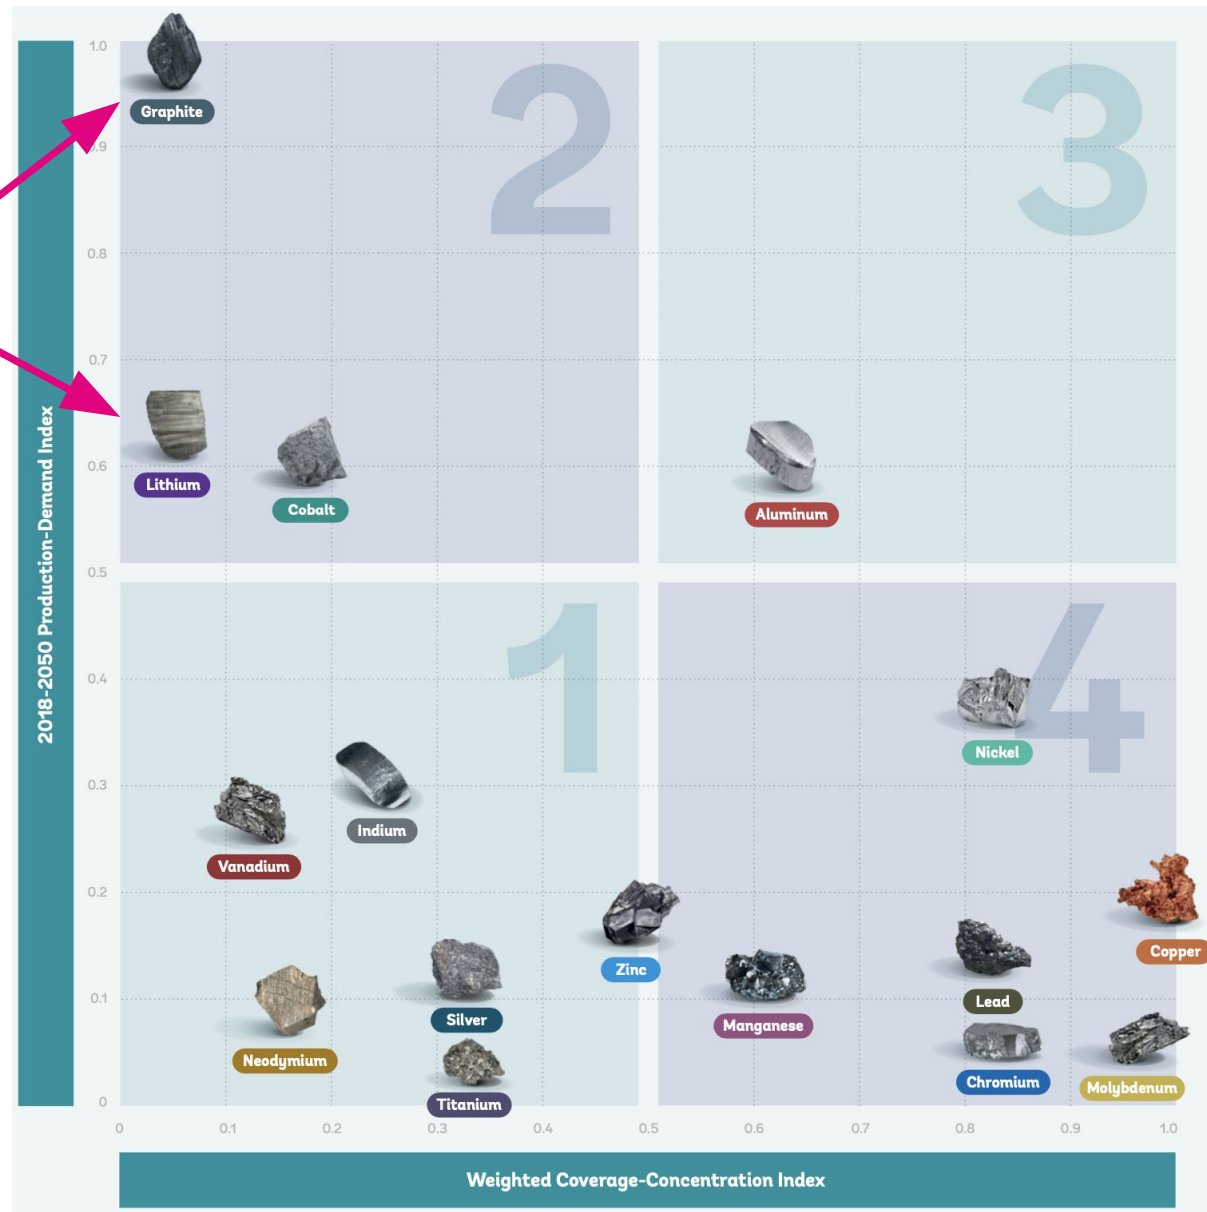 1.0
Graphite
2
3
0.9
0.8
0.7
Lithium
0.6
Cobalt
Aluminum
0.5
2018-2050 Production-Demand Index
1
4
0.4
Nickel
0.3
Indium
Vanadium
0.2
Zinc
Copper
0.1
Silver
Manganese
Lead
Neodymium
Titanium
Chromium
Molybdenum
0
0 0.1 0.2 0.3 0.4 0.5 0.6 0.7 0.8 0.9 1.0
Weighted Coverage-Concentration Index